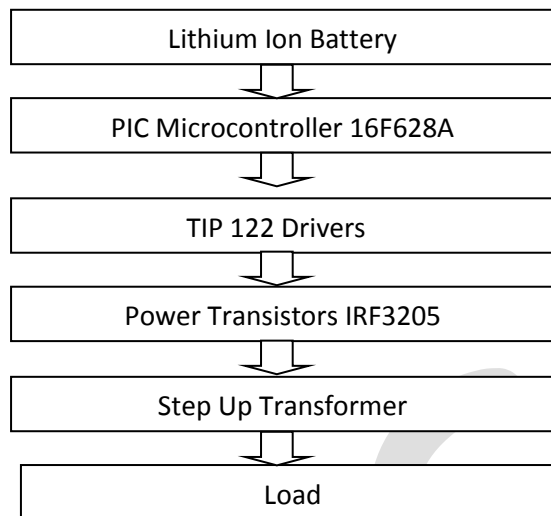 Lithium Ion Battery
PIC Microcontroller 16F628A
TIP 122 Drivers
Power Transistors IRF3205
Step Up Transformer
Load